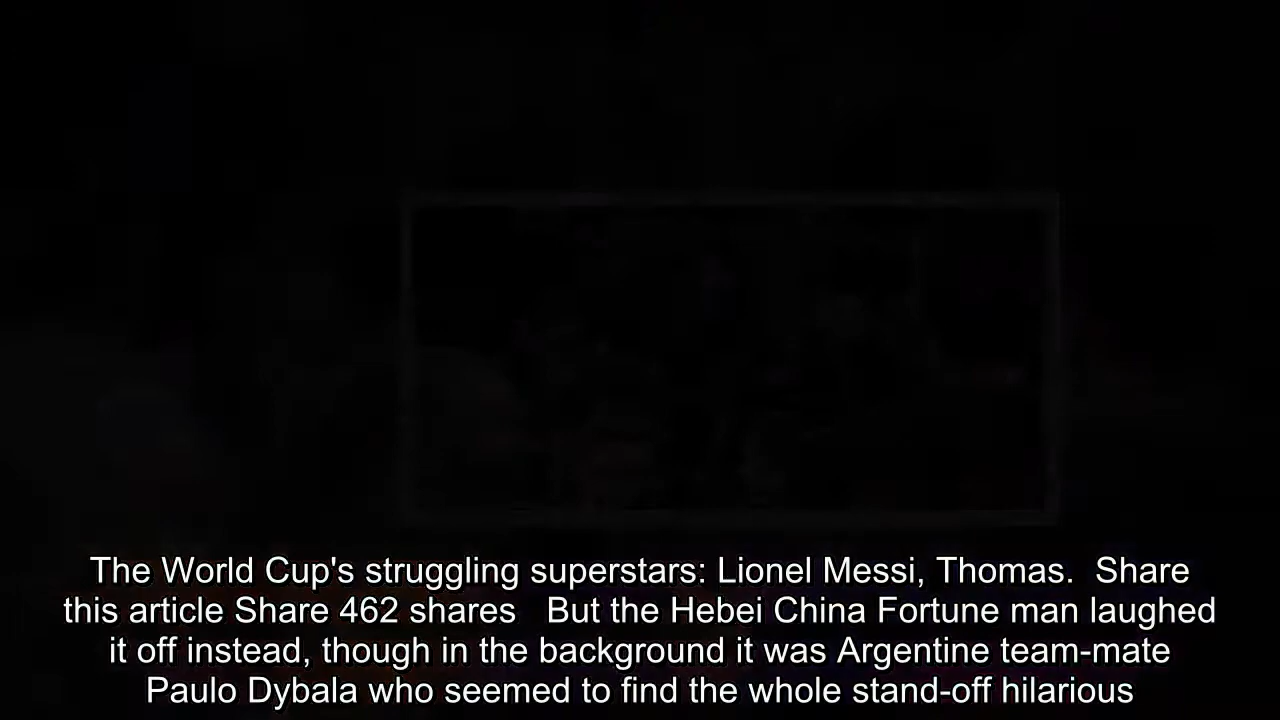 The World Cup's struggling superstars: Lionel Messi, Thomas.  Share
this article Share 462 shares   But the Hebei China Fortune man laughed
it off instead, though in the background it was Argentine team-mate
Paulo Dybala who seemed to find the whole stand-off hilarious